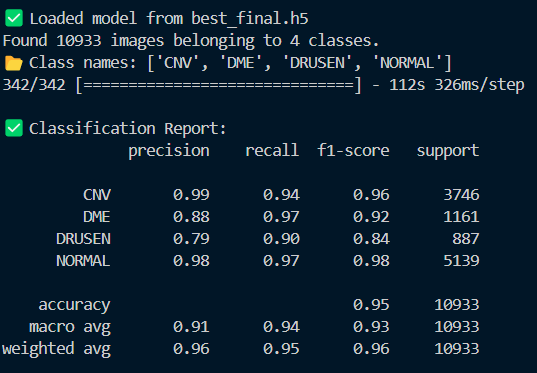 ✅ Loaded model from best_final.h5
Found 10933 images belonging to 4 classes.
📂 Class names: ['CNV', 'DME', 'DRUSEN', 'NORMAL']
342/342 [==============================] - 112s 326ms/step
✅ Classification Report:
precision recall f1-score support
CNV 0.99 0.94 0.96 3746
DME 0.88 0.97 0.92 1161
DRUSEN 0.79 0.90 0.84 887
NORMAL 0.98 0.97 0.98 5139
accuracy 0.95 10933
macro avg 0.91 0.94 0.93 10933
weighted avg 0.96 0.95 0.96 10933